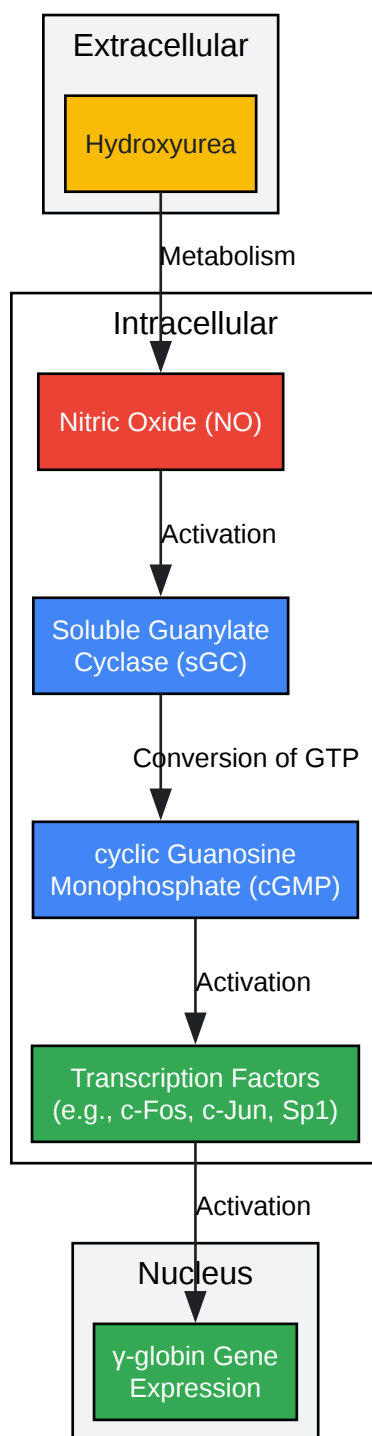 Extracellular
Hydroxyurea
Metabolism
Intracellular
Nitric Oxide (NO)
Activation
Soluble Guanylate
Cyclase (sGC)
Conversion of GTP
cyclic Guanosine
Monophosphate (cGMP)
Activation
Transcription Factors
(e.g., c-Fos, c-Jun, Sp1)
Activation
Nucleus
γ-globin Gene
Expression